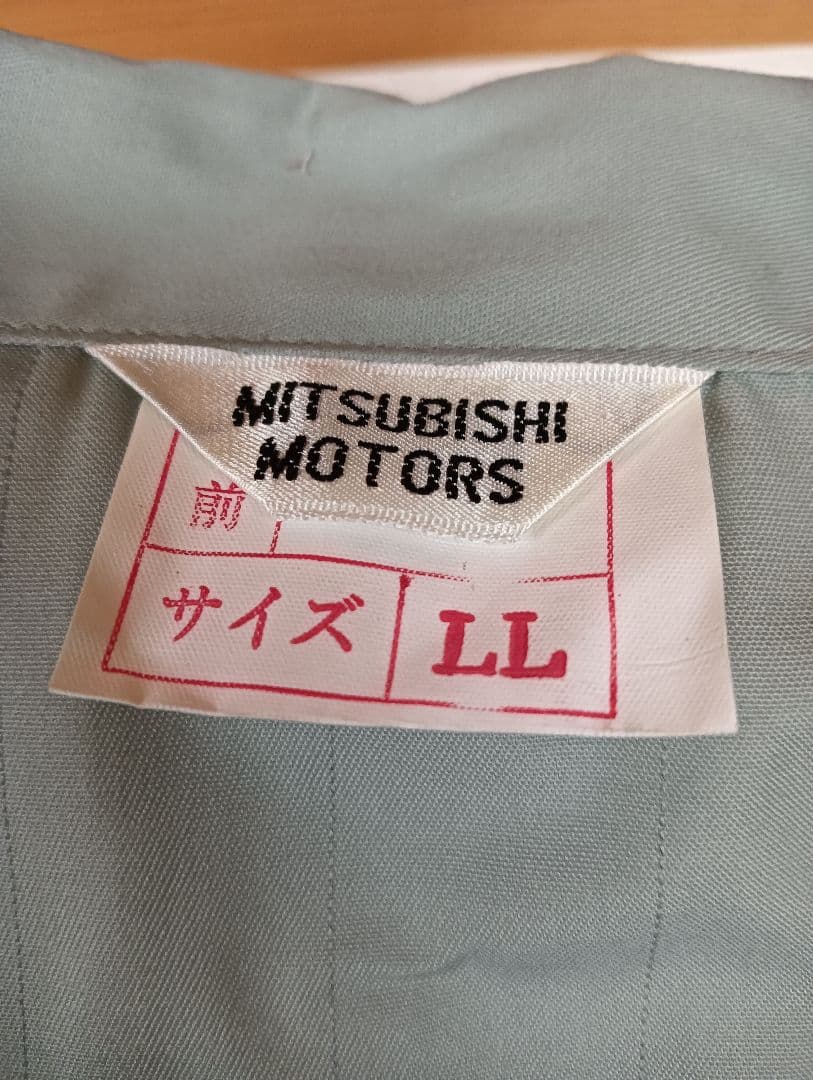 MITSUBISHI
MOTORS
前
サイズ LL